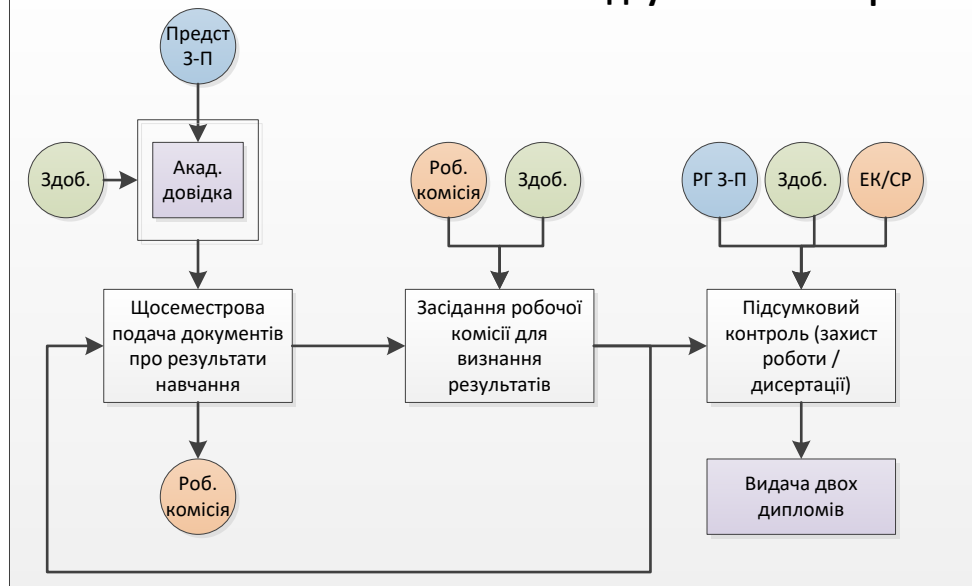 Предст
З-П
Здоб.
Акад.
довідка
Роб.
комісія
Здоб.
РГ З-П
Здоб.
ЕК/СР
Щосеместрова
подача документів
про результати
навчання
Засідання робочої
комісії для
визнання
результатів
Підсумковий
контроль (захист
роботи /
дисертації)
Роб.
комісія
Видача двох
дипломів